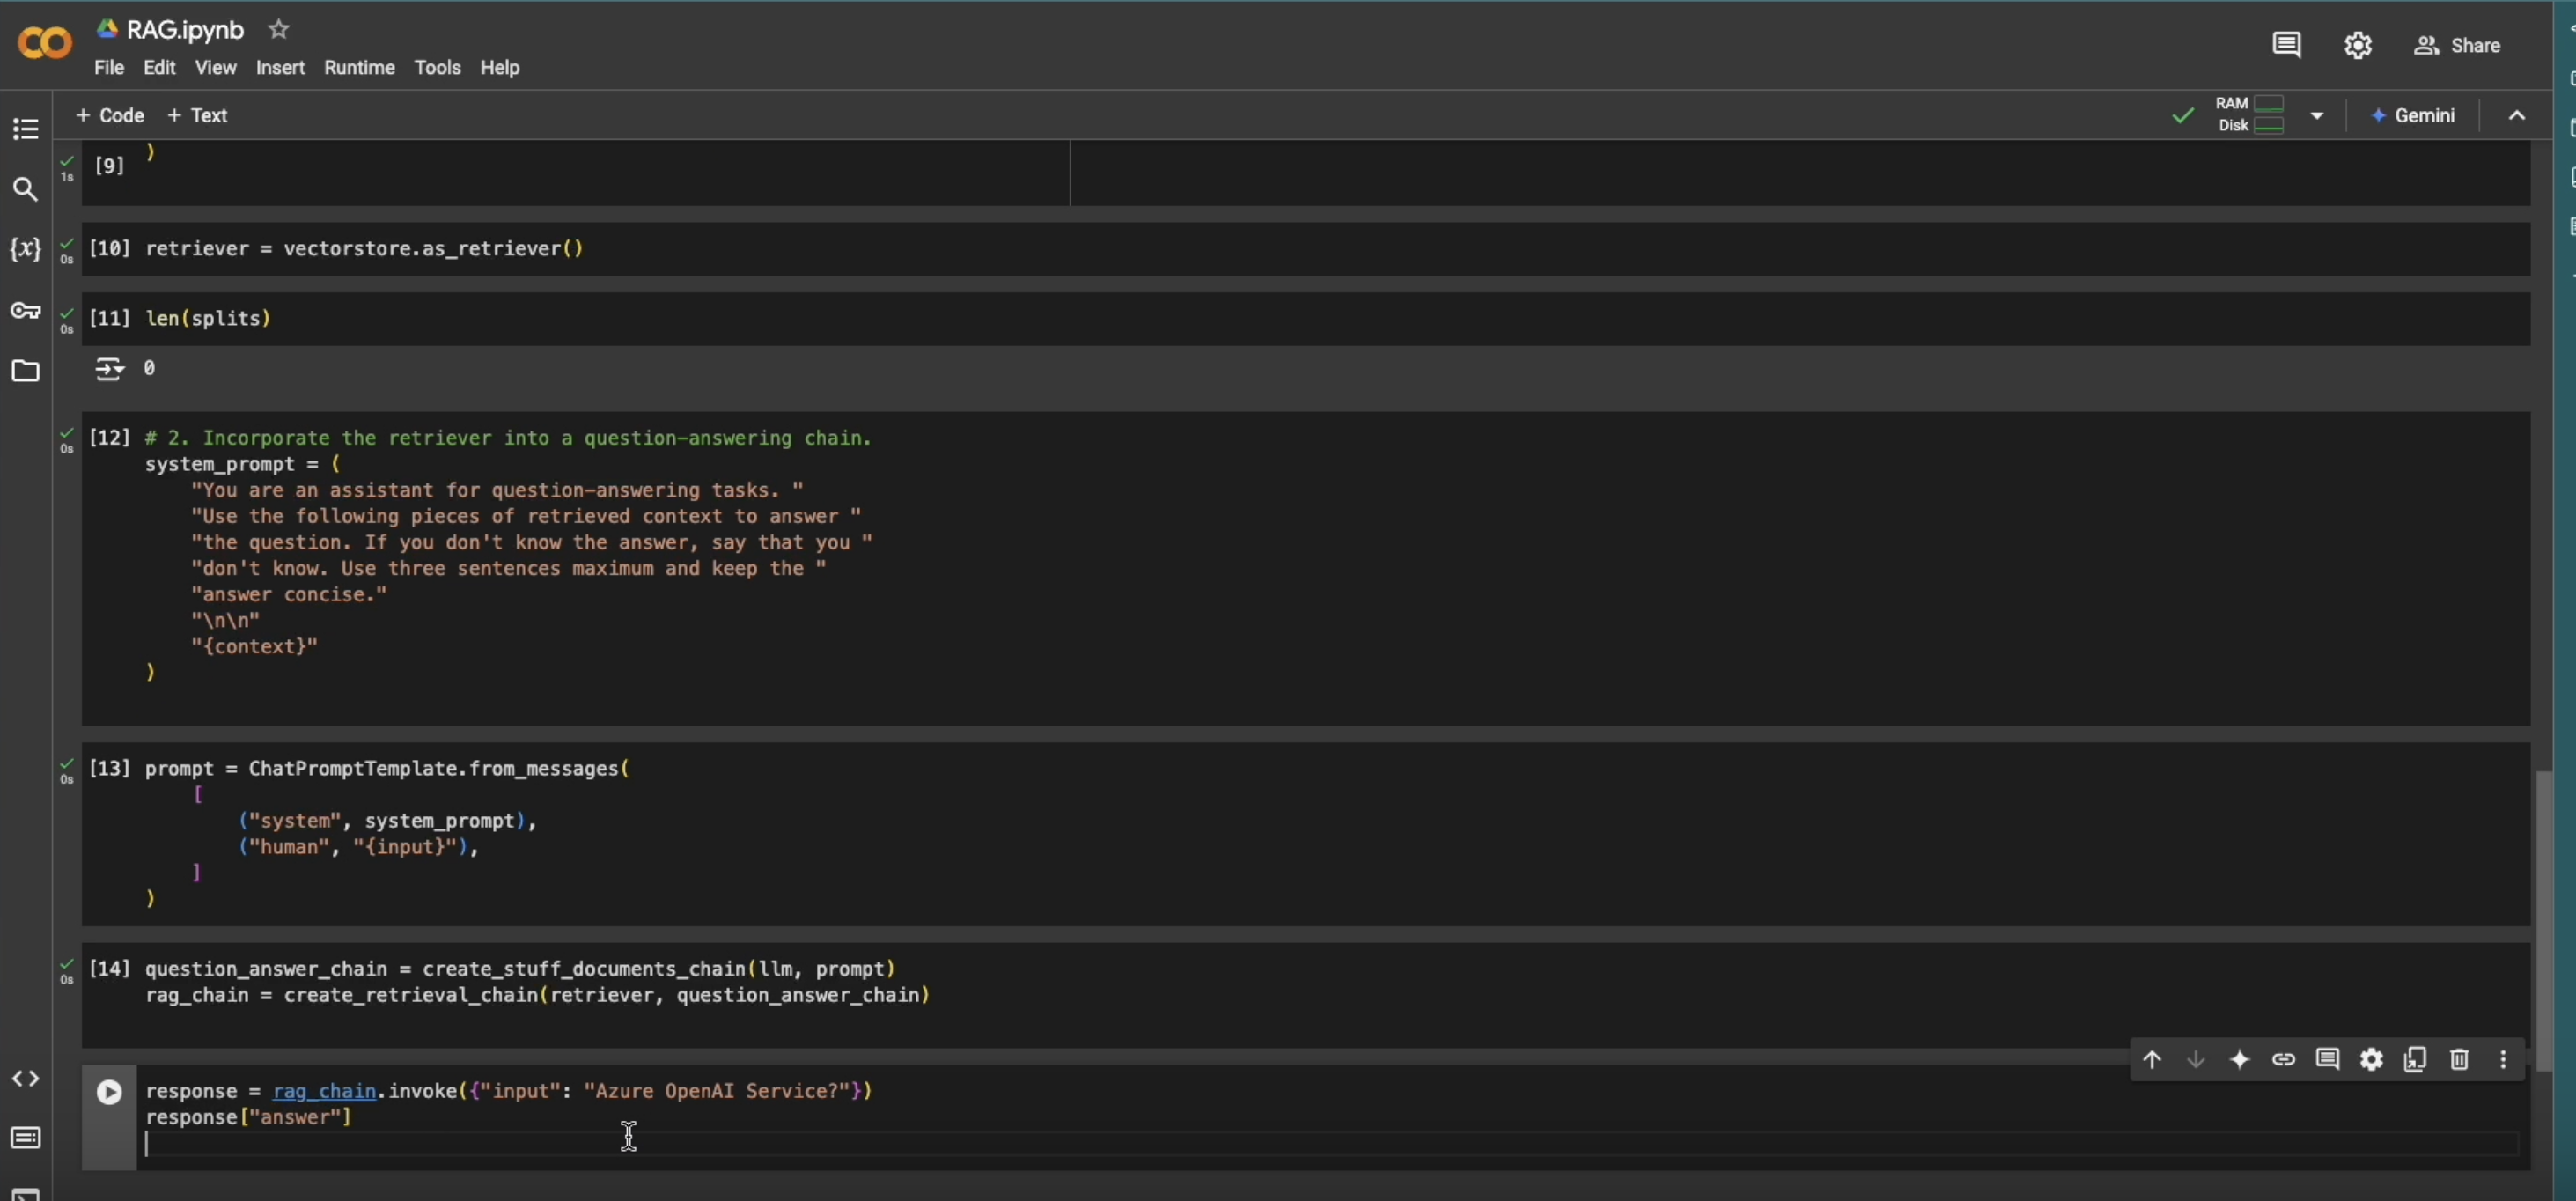 RAG.ipynb
File Edit View Insert Runtime Tools Help
Share
+ Code + Text
RAM
Disk
Gemini
1s
[9] )
0s
[10] retriever = vectorstore.as_retriever()
0s
[11] len(splits)
0
0s
[12] # 2. Incorporate the retriever into a question-answering chain.
system_prompt = (
"You are an assistant for question-answering tasks. "
"Use the following pieces of retrieved context to answer "
"the question. If you don't know the answer, say that you "
"don't know. Use three sentences maximum and keep the "
"answer concise."
"\n\n"
"{context}"
)
0s
[13] prompt = ChatPromptTemplate.from_messages(
[
("system", system_prompt),
("human", "{input}"),
]
)
0s
[14] question_answer_chain = create_stuff_documents_chain(llm, prompt)
rag_chain = create_retrieval_chain(retriever, question_answer_chain)
response = rag_chain.invoke({"input": "Azure OpenAI Service?"})
response["answer"]